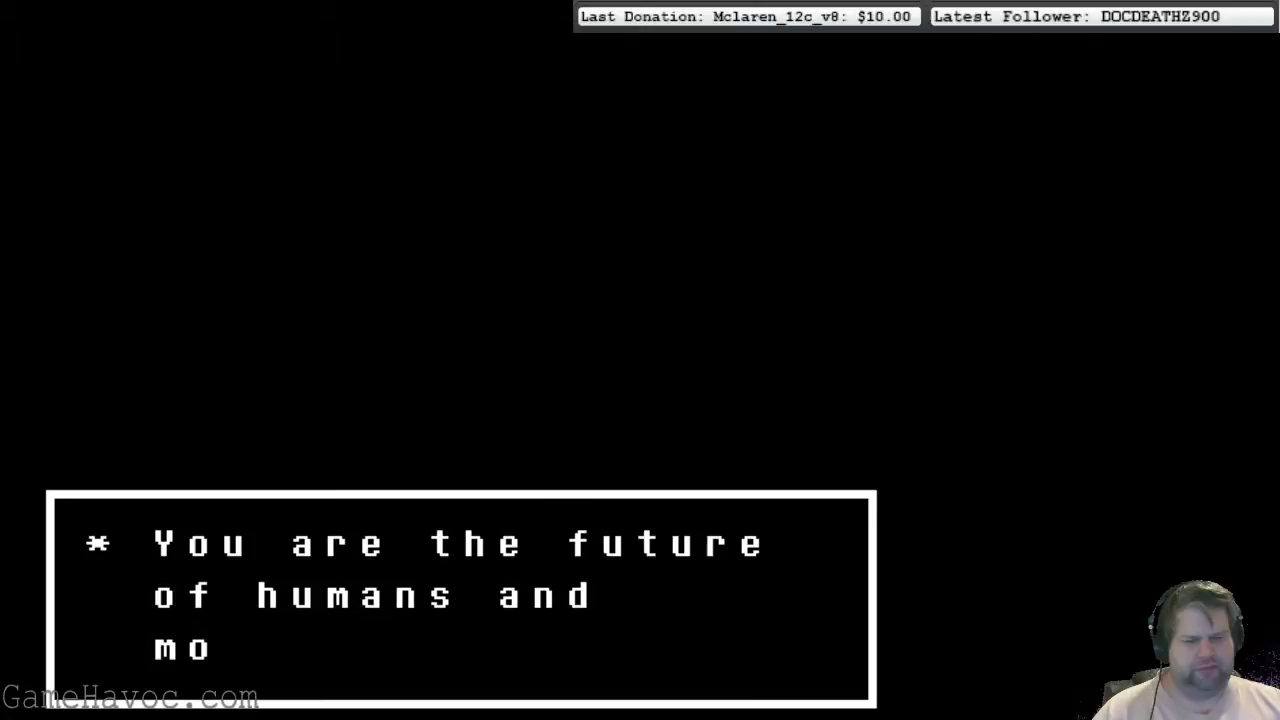 Last Donation: Mclaren_12c_v8: $10.00
Latest Follower: DOCDEATHZ900
* You are the future
of humans and
mo
GameHavoc.com